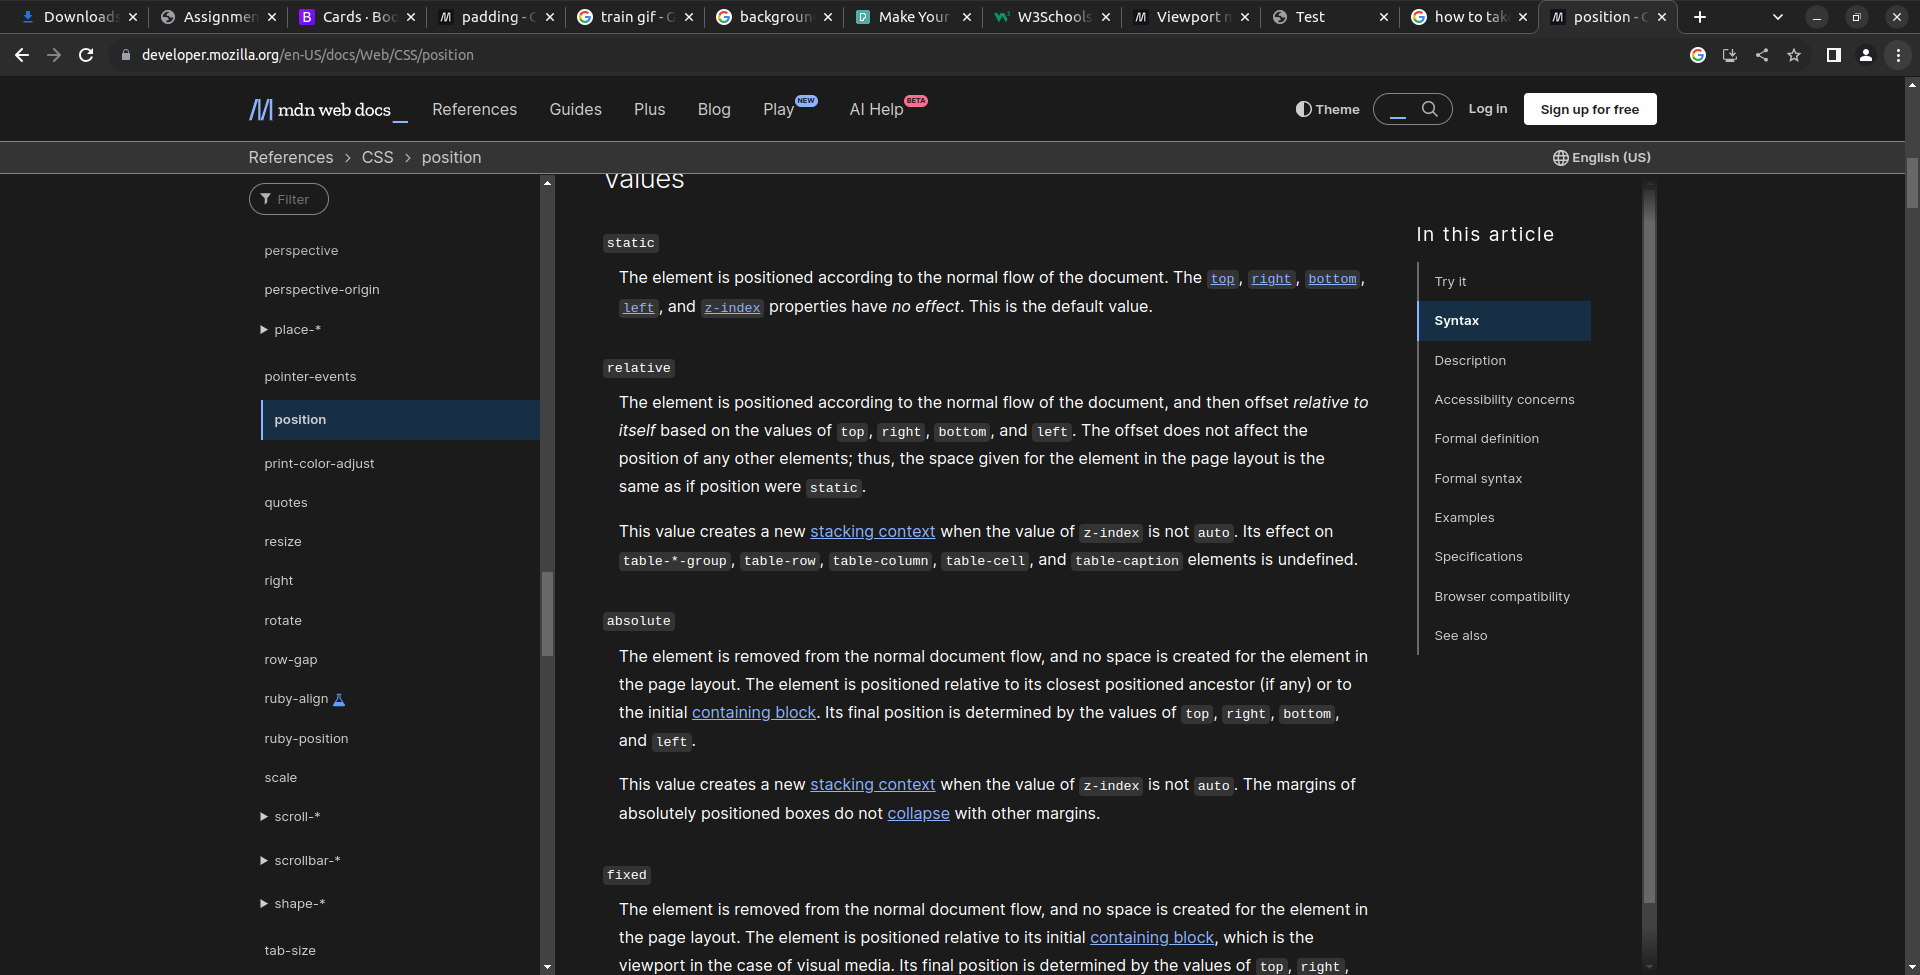 Downloads
Assignmen
Cards · Boo
padding - C
train gif - G
backgroun
Make Your
W3Schools
Viewport m
Test
how to tak
position - C
developer.mozilla.org/en-US/docs/Web/CSS/position
mdn web docs_
References
Guides
Plus
Blog
Play NEW
AI Help BETA
Theme
Log in
Sign up for free
References > CSS > position
English (US)
Filter
perspective
perspective-origin
place-*
pointer-events
position
print-color-adjust
quotes
resize
right
rotate
row-gap
ruby-align
ruby-position
scale
scroll-*
scrollbar-*
shape-*
tab-size
Values
static
The element is positioned according to the normal flow of the document. The top, right, bottom,
left, and z-index properties have no effect. This is the default value.
relative
The element is positioned according to the normal flow of the document, and then offset relative to
itself based on the values of top, right, bottom, and left. The offset does not affect the
position of any other elements; thus, the space given for the element in the page layout is the
same as if position were static.
This value creates a new stacking context when the value of z-index is not auto. Its effect on
table-*-group, table-row, table-column, table-cell, and table-caption elements is undefined.
absolute
The element is removed from the normal document flow, and no space is created for the element in
the page layout. The element is positioned relative to its closest positioned ancestor (if any) or to
the initial containing block. Its final position is determined by the values of top, right, bottom,
and left.
This value creates a new stacking context when the value of z-index is not auto. The margins of
absolutely positioned boxes do not collapse with other margins.
fixed
The element is removed from the normal document flow, and no space is created for the element in
the page layout. The element is positioned relative to its initial containing block, which is the
viewport in the case of visual media. Its final position is determined by the values of top, right,
In this article
Try it
Syntax
Description
Accessibility concerns
Formal definition
Formal syntax
Examples
Specifications
Browser compatibility
See also